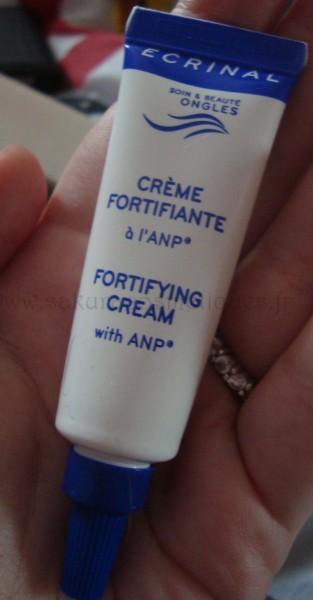 ECRINAL
SOIN & BEAUTÉ
ONGLES
CRÈME
FORTIFIANTE
à l'ANP®
FORTIFYING
CREAM
with ANP®